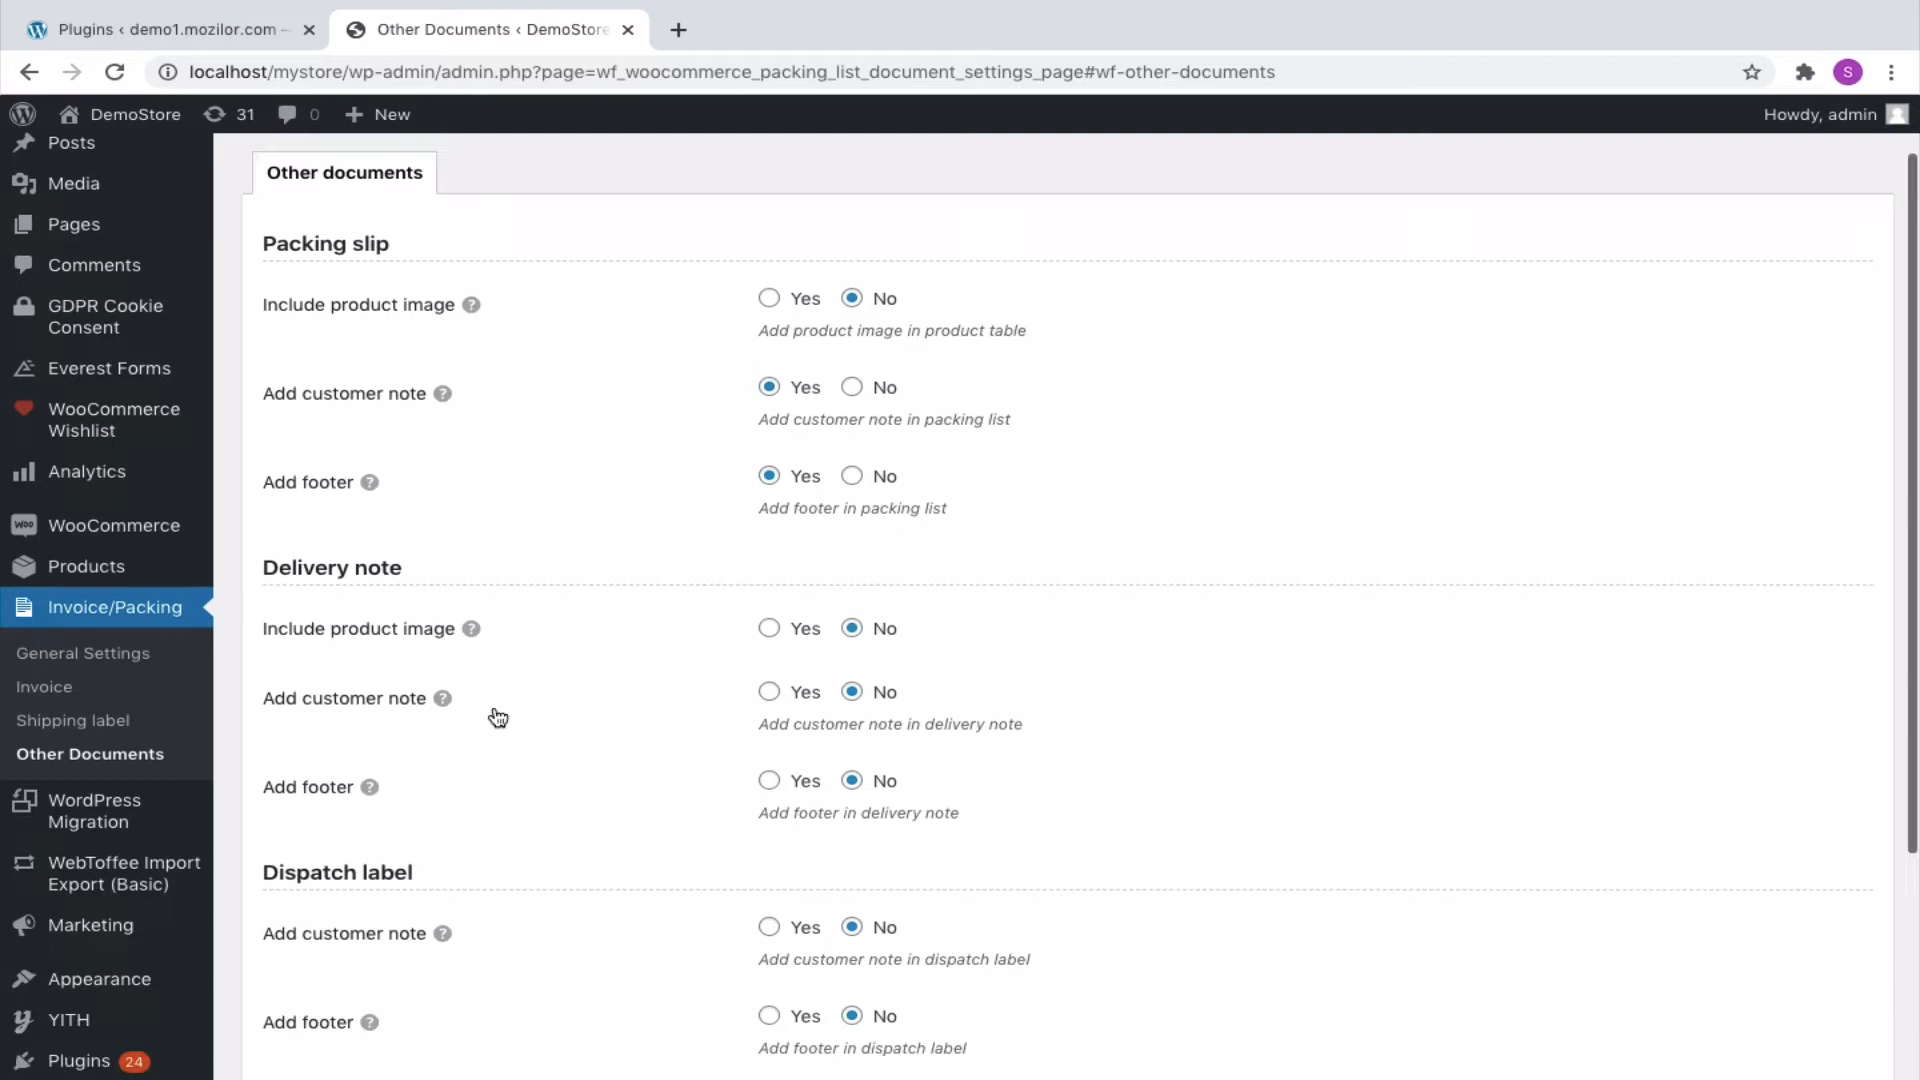 Plugins ‹ demo1.mozilor.com –
Other Documents ‹ DemoStore
localhost/mystore/wp-admin/admin.php?page=wf_woocommerce_packing_list_document_settings_page#wf-other-documents
S
DemoStore
31
0
New
Howdy, admin
Posts
Media
Pages
Comments
GDPR Cookie
Consent
Everest Forms
WooCommerce
Wishlist
Analytics
WooCommerce
Products
Invoice/Packing
General Settings
Invoice
Shipping label
Other Documents
WordPress
Migration
WebToffee Import
Export (Basic)
Marketing
Appearance
YITH
Plugins 24
Other documents
Packing slip
Include product image ? Yes No
Add product image in product table
Add customer note ? Yes No
Add customer note in packing list
Add footer ? Yes No
Add footer in packing list
Delivery note
Include product image ? Yes No
Add customer note ? Yes No
Add customer note in delivery note
Add footer ? Yes No
Add footer in delivery note
Dispatch label
Add customer note ? Yes No
Add customer note in dispatch label
Add footer ? Yes No
Add footer in dispatch label